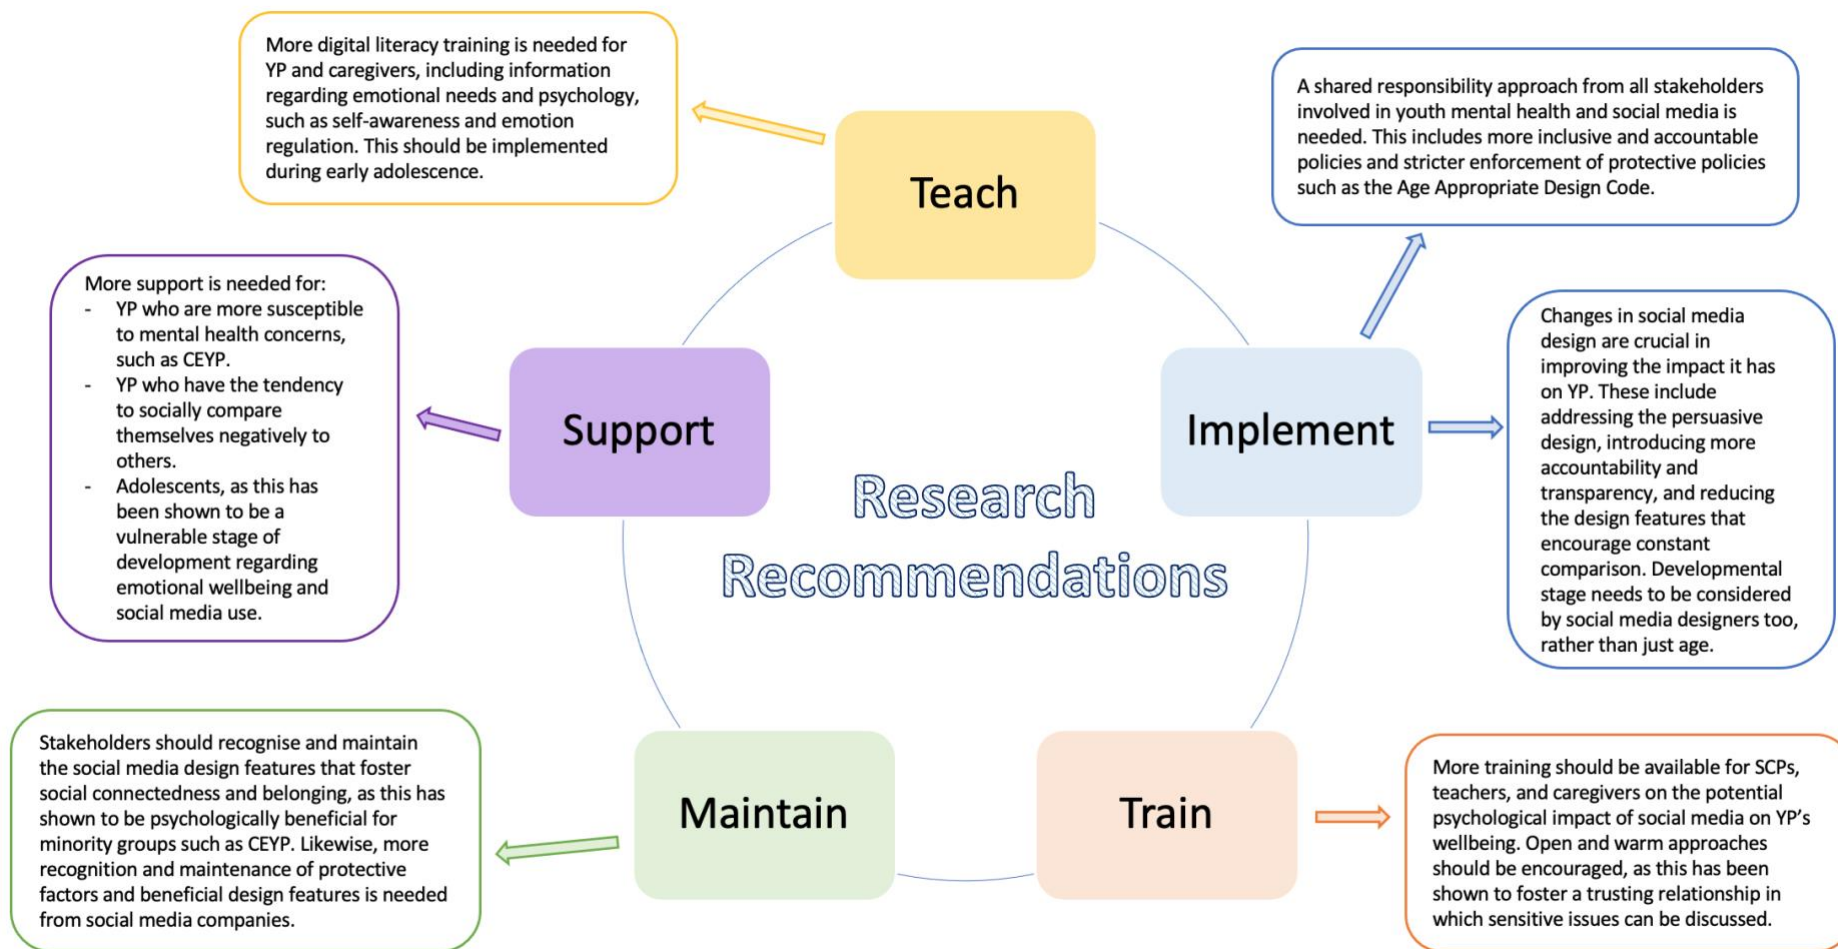 More digital literacy training is needed for
YP and caregivers, including information
regarding emotional needs and psychology,
such as self-awareness and emotion
regulation. This should be implemented
during early adolescence.
Teach
A shared responsibility approach from all stakeholders
involved in youth mental health and social media is
needed. This includes more inclusive and accountable
policies and stricter enforcement of protective policies
such as the Age Appropriate Design Code.
More support is needed for:
- YP who are more susceptible
to mental health concerns,
such as CEYP.
- YP who have the tendency
to socially compare
themselves negatively to
others.
- Adolescents, as this has
been shown to be a
vulnerable stage of
development regarding
emotional wellbeing and
social media use.
Support
Implement
Changes in social media
design are crucial in
improving the impact it has
on YP. These include
addressing the persuasive
design, introducing more
accountability and
transparency, and reducing
the design features that
encourage constant
comparison. Developmental
stage needs to be considered
by social media designers too,
rather than just age.
Research
Recommendations
Stakeholders should recognise and maintain
the social media design features that foster
social connectedness and belonging, as this has
shown to be psychologically beneficial for
minority groups such as CEYP. Likewise, more
recognition and maintenance of protective
factors and beneficial design features is needed
from social media companies.
Maintain
Train
More training should be available for SCPs,
teachers, and caregivers on the potential
psychological impact of social media on YP's
wellbeing. Open and warm approaches
should be encouraged, as this has been
shown to foster a trusting relationship in
which sensitive issues can be discussed.